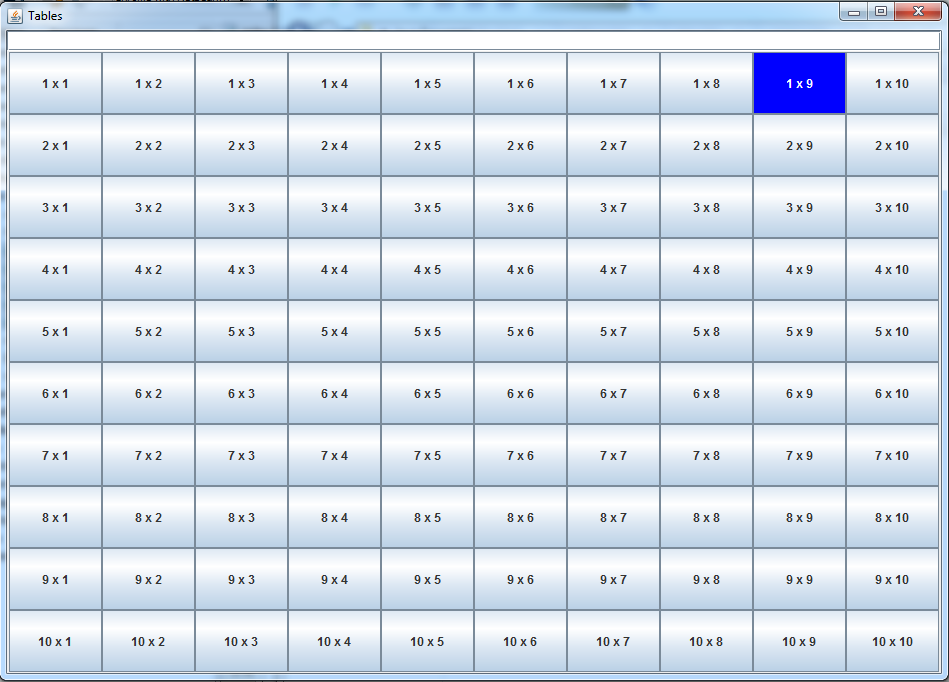 Tables
1 x 1 1 x 2 1 x 3 1 x 4 1 x 5 1 x 6 1 x 7 1 x 8 1 x 9 1 x 10
2 x 1 2 x 2 2 x 3 2 x 4 2 x 5 2 x 6 2 x 7 2 x 8 2 x 9 2 x 10
3 x 1 3 x 2 3 x 3 3 x 4 3 x 5 3 x 6 3 x 7 3 x 8 3 x 9 3 x 10
4 x 1 4 x 2 4 x 3 4 x 4 4 x 5 4 x 6 4 x 7 4 x 8 4 x 9 4 x 10
5 x 1 5 x 2 5 x 3 5 x 4 5 x 5 5 x 6 5 x 7 5 x 8 5 x 9 5 x 10
6 x 1 6 x 2 6 x 3 6 x 4 6 x 5 6 x 6 6 x 7 6 x 8 6 x 9 6 x 10
7 x 1 7 x 2 7 x 3 7 x 4 7 x 5 7 x 6 7 x 7 7 x 8 7 x 9 7 x 10
8 x 1 8 x 2 8 x 3 8 x 4 8 x 5 8 x 6 8 x 7 8 x 8 8 x 9 8 x 10
9 x 1 9 x 2 9 x 3 9 x 4 9 x 5 9 x 6 9 x 7 9 x 8 9 x 9 9 x 10
10 x 1 10 x 2 10 x 3 10 x 4 10 x 5 10 x 6 10 x 7 10 x 8 10 x 9 10 x 10